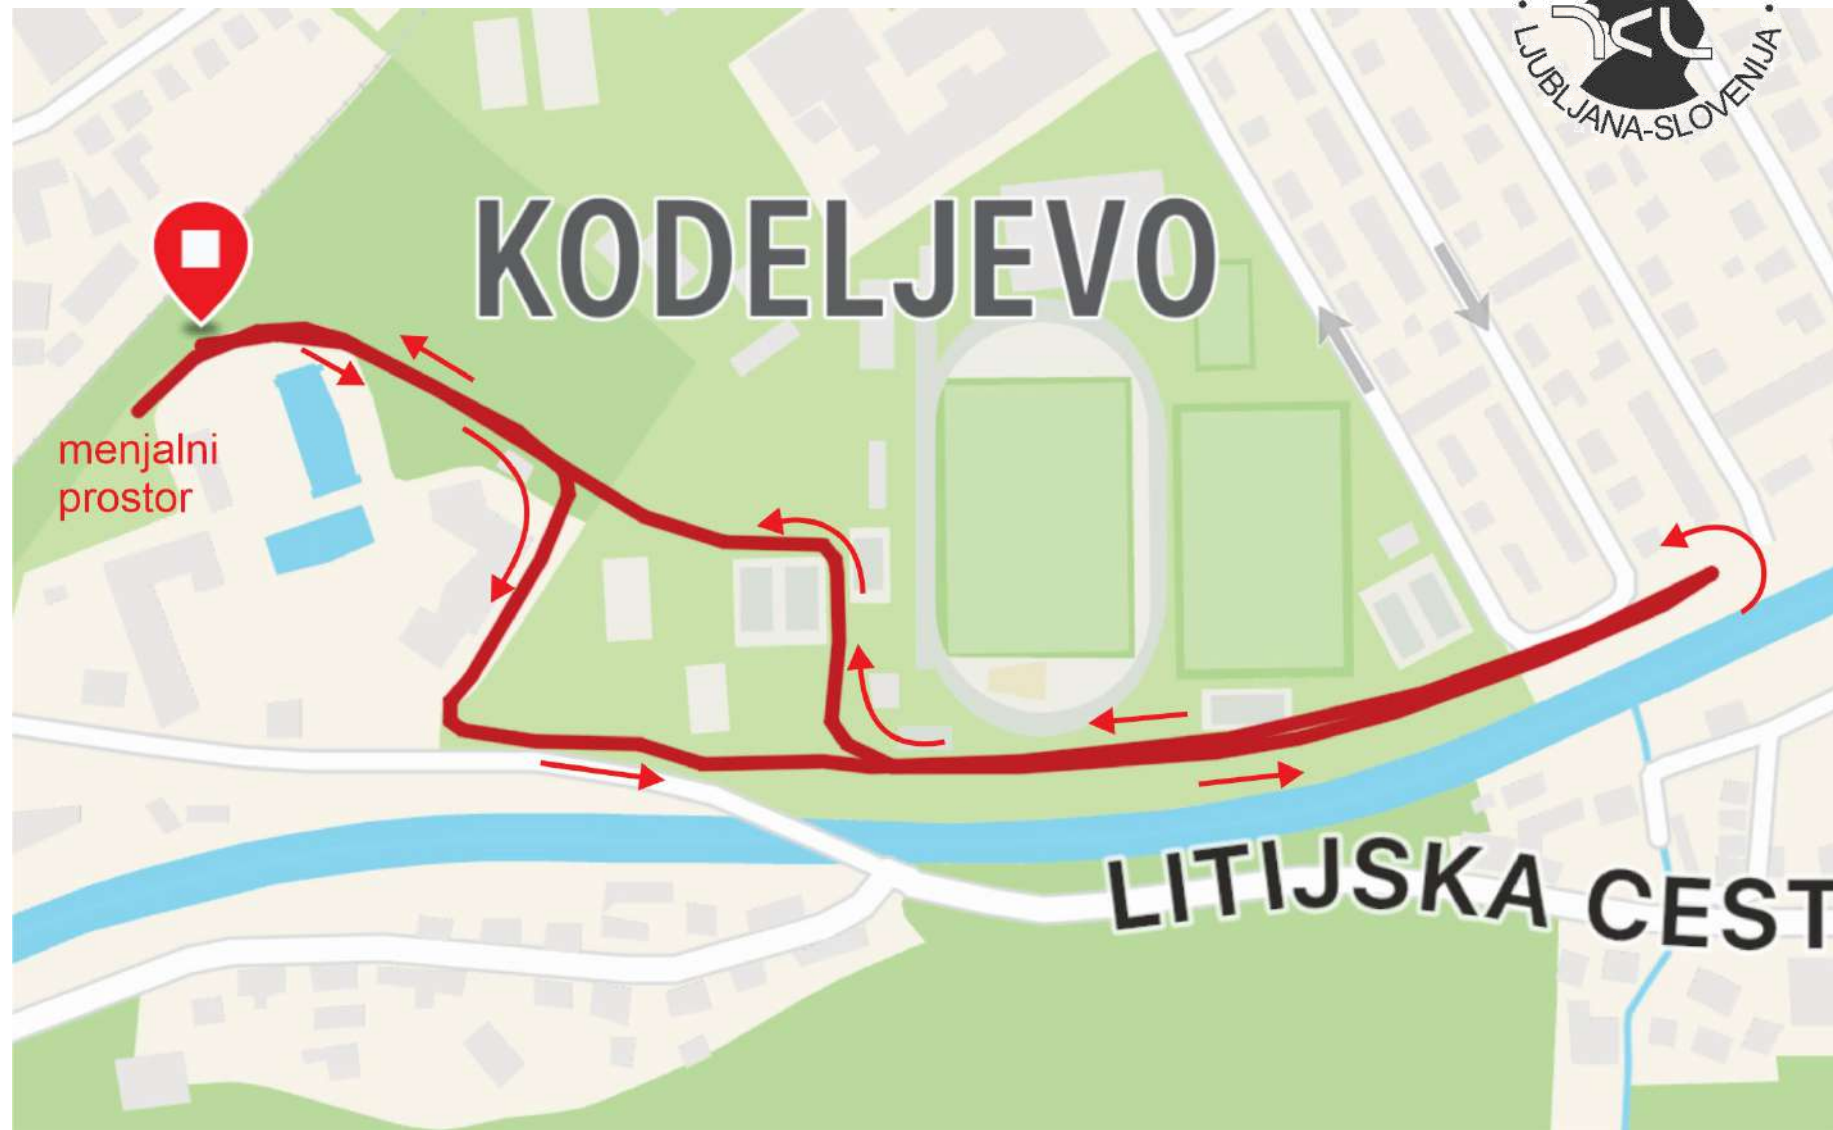 LJUBLJANA-SLOVENIJA
KODELJEVO
menjalni
prostor
LITIJSKA CEST